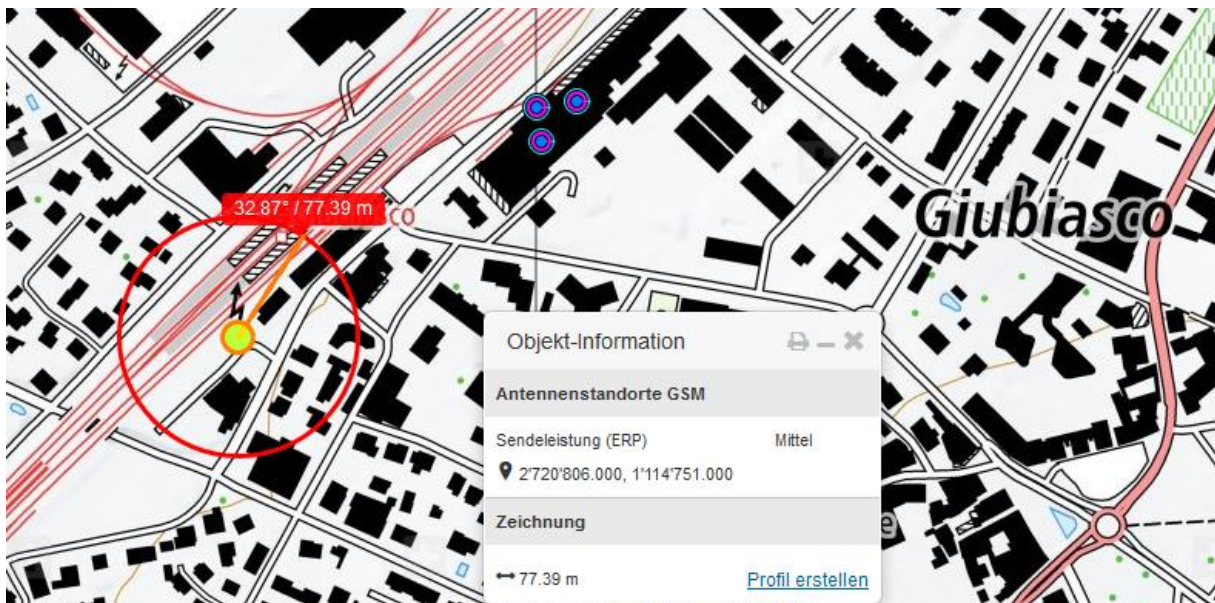 32.87° / 77.39 m
co
Giubiasco
Objekt-Information
Antennenstandorte GSM
Sendeleistung (ERP) Mittel
2'720'806.000, 1'114'751.000
Zeichnung
e
77.39 m Profil erstellen